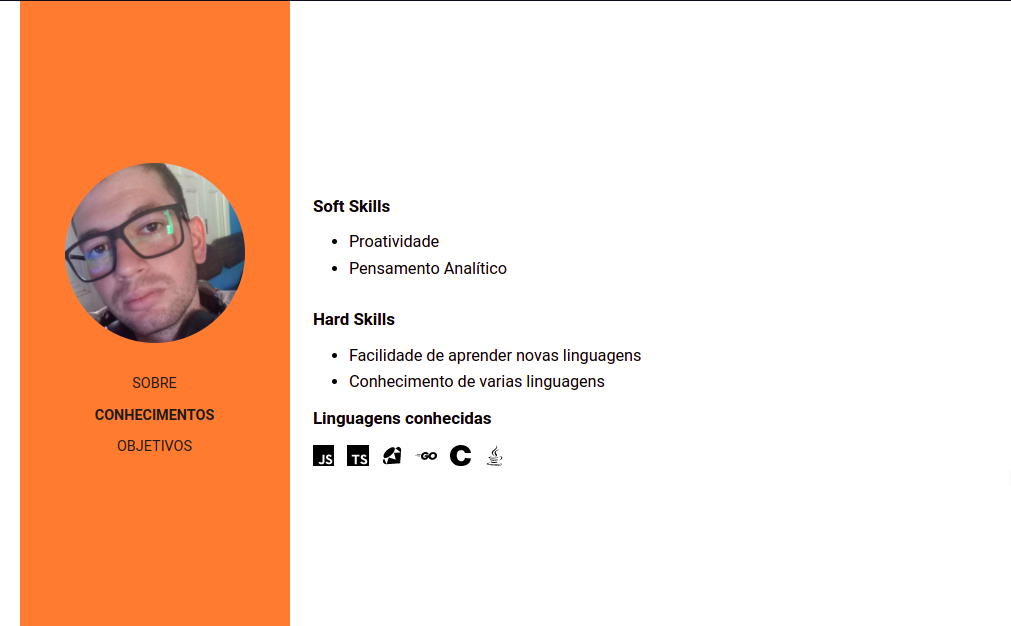 SOBRE
CONHECIMENTOS
OBJETIVOS
Soft Skills
Proatividade
Pensamento Analítico
Hard Skills
Facilidade de aprender novas linguagens
Conhecimento de varias linguagens
Linguagens conhecidas
JS TS GO C